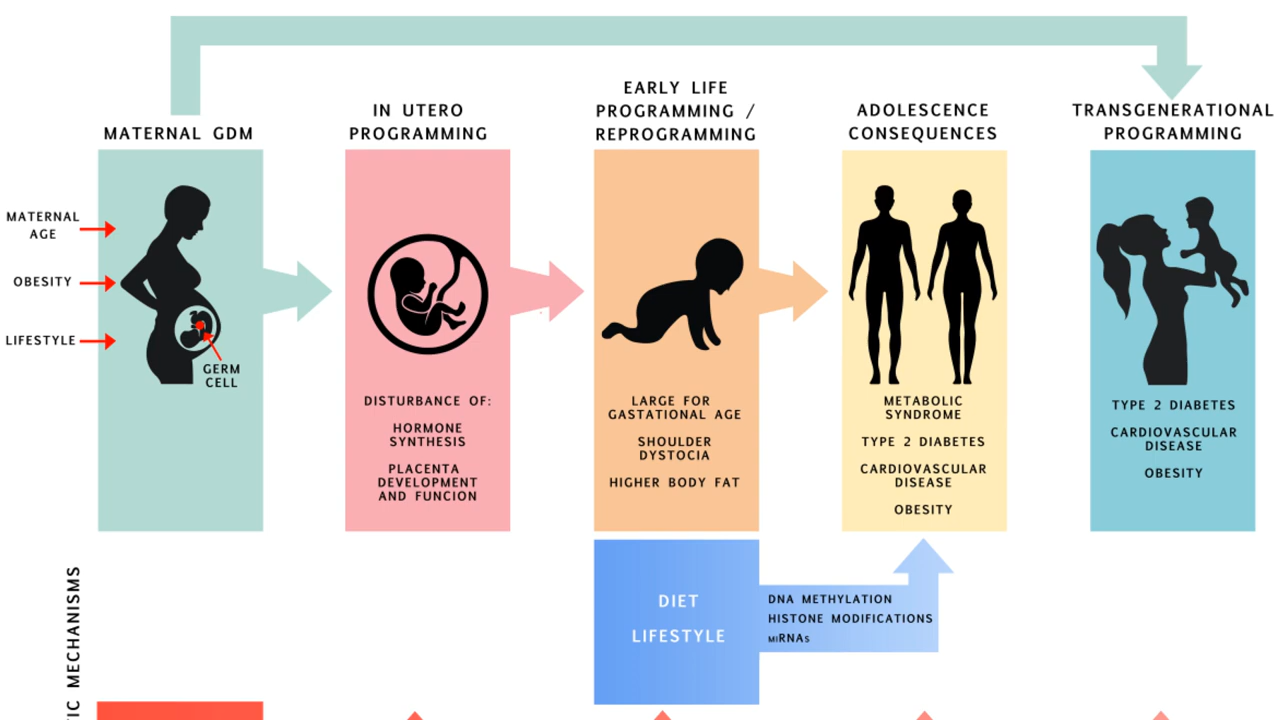 MATERNAL GDM
IN UTERO
PROGRAMMING
EARLY LIFE
PROGRAMMING /
REPROGRAMMING
ADOLESCENCE
CONSEQUENCES
TRANSGENERATIONAL
PROGRAMMING
MATERNAL
AGE
OBESITY
LIFESTYLE
GERM
CELL
DISTURBANCE OF:
HORMONE
SYNTHESIS
PLACENTA
DEVELOPMENT
AND FUNCION
LARGE FOR
GASTATIONAL AGE
SHOULDER
DYSTOCIA
HIGHER BODY FAT
METABOLIC
SYNDROME
TYPE 2 DIABETES
CARDIOVASCULAR
DISEASE
OBESITY
TYPE 2 DIABETES
CARDIOVASCULAR
DISEASE
OBESITY
DIET
LIFESTYLE
DNA METHYLATION
HISTONE MODIFICATIONS
MIRNAS
MECHANISMS